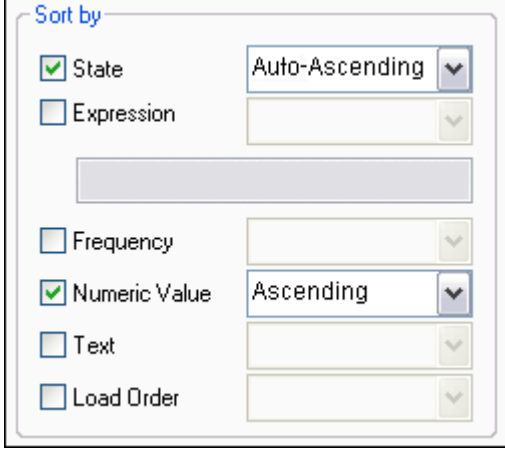 Sort by
State Auto-Ascending
Expression
Frequency
Numeric Value Ascending
Text
Load Order